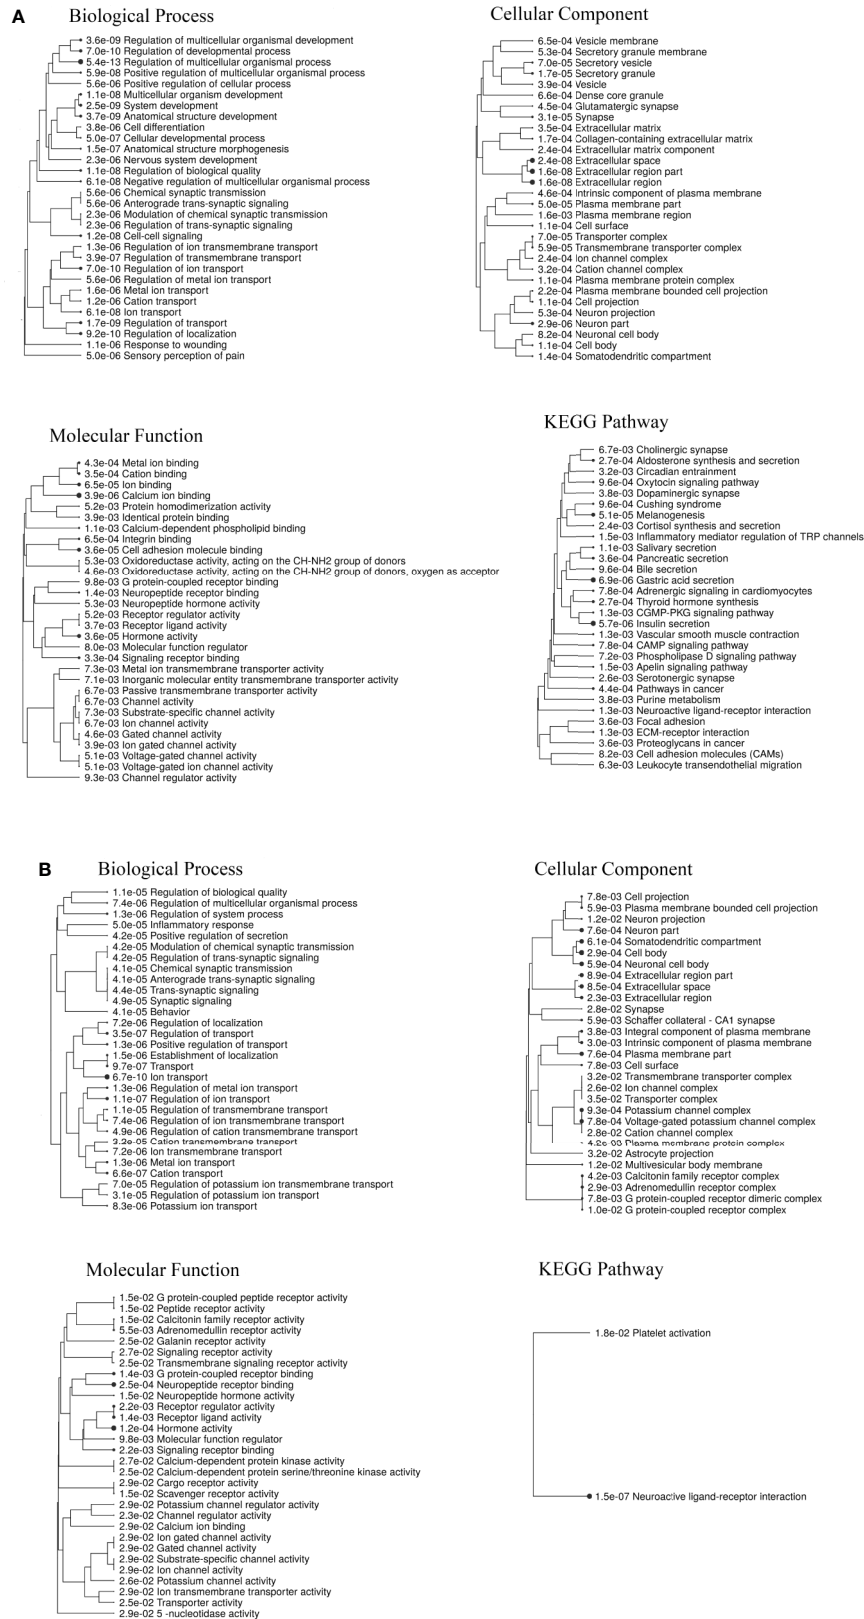 A
Biological Process
3.6e-09 Regulation of multicellular organismal development
7.0e-10 Regulation of developmental process
5.4e-13 Regulation of multicellular organismal process
5.9e-08 Positive regulation of multicellular organismal process
5.6e-06 Positive regulation of cellular process
1.1e-08 Multicellular organism development
2.5e-09 System development
3.7e-09 Anatomical structure development
3.8e-06 Cell differentiation
5.0e-07 Cellular developmental process
1.5e-07 Anatomical structure morphogenesis
2.3e-06 Nervous system development
1.1e-08 Regulation of biological quality
6.1e-08 Negative regulation of multicellular organismal process
5.6e-06 Chemical synaptic transmission
5.6e-06 Anterograde trans-synaptic signaling
2.3e-06 Modulation of chemical synaptic transmission
2.3e-06 Regulation of trans-synaptic signaling
1.2e-08 Cell-cell signaling
1.3e-06 Regulation of ion transmembrane transport
3.9e-07 Regulation of transmembrane transport
7.0e-10 Regulation of ion transport
5.6e-06 Regulation of metal ion transport
1.6e-06 Metal ion transport
1.2e-06 Cation transport
6.1e-08 Ion transport
1.7e-09 Regulation of transport
9.2e-10 Regulation of localization
1.1e-06 Response to wounding
5.0e-06 Sensory perception of pain
Cellular Component
6.5e-04 Vesicle membrane
5.3e-04 Secretory granule membrane
7.0e-05 Secretory vesicle
1.7e-05 Secretory granule
3.9e-04 Vesicle
6.6e-04 Dense core granule
4.5e-04 Glutamatergic synapse
3.1e-05 Synapse
3.5e-04 Extracellular matrix
1.7e-04 Collagen-containing extracellular matrix
2.4e-04 Extracellular matrix component
2.4e-08 Extracellular space
1.6e-08 Extracellular region part
1.6e-08 Extracellular region
4.6e-04 Intrinsic component of plasma membrane
5.0e-05 Plasma membrane part
1.6e-03 Plasma membrane region
1.1e-04 Cell surface
7.0e-05 Transporter complex
5.9e-05 Transmembrane transporter complex
2.4e-04 Ion channel complex
3.2e-04 Cation channel complex
1.1e-04 Plasma membrane protein complex
2.2e-04 Plasma membrane bounded cell projection
1.1e-04 Cell projection
5.3e-04 Neuron projection
2.9e-06 Neuron part
8.2e-04 Neuronal cell body
1.1e-04 Cell body
1.4e-04 Somatodendritic compartment
Molecular Function
4.3e-04 Metal ion binding
3.5e-04 Cation binding
6.5e-05 Ion binding
3.9e-06 Calcium ion binding
5.2e-03 Protein homodimerization activity
3.9e-03 Identical protein binding
1.1e-03 Calcium-dependent phospholipid binding
6.5e-04 Integrin binding
3.6e-05 Cell adhesion molecule binding
5.3e-03 Oxidoreductase activity, acting on the CH-NH2 group of donors
4.6e-03 Oxidoreductase activity, acting on the CH-NH2 group of donors, oxygen as acceptor
9.8e-03 G protein-coupled receptor binding
1.4e-03 Neuropeptide receptor binding
5.3e-03 Neuropeptide hormone activity
5.2e-03 Receptor regulator activity
3.7e-03 Receptor ligand activity
3.6e-05 Hormone activity
8.0e-03 Molecular function regulator
3.3e-04 Signaling receptor binding
7.3e-03 Metal ion transmembrane transporter activity
7.1e-03 Inorganic molecular entity transmembrane transporter activity
6.7e-03 Passive transmembrane transporter activity
6.7e-03 Channel activity
7.3e-03 Substrate-specific channel activity
6.7e-03 Ion channel activity
4.6e-03 Gated channel activity
3.9e-03 Ion gated channel activity
5.1e-03 Voltage-gated channel activity
5.1e-03 Voltage-gated ion channel activity
9.3e-03 Channel regulator activity
KEGG Pathway
6.7e-03 Cholinergic synapse
2.7e-04 Aldosterone synthesis and secretion
3.2e-03 Circadian entrainment
9.6e-04 Oxytocin signaling pathway
3.8e-03 Dopaminergic synapse
9.6e-04 Cushing syndrome
5.1e-05 Melanogenesis
2.4e-03 Cortisol synthesis and secretion
1.5e-03 Inflammatory mediator regulation of TRP channels
1.1e-03 Salivary secretion
3.6e-04 Pancreatic secretion
9.6e-04 Bile secretion
6.9e-06 Gastric acid secretion
7.8e-04 Adrenergic signaling in cardiomyocytes
2.7e-04 Thyroid hormone synthesis
1.3e-03 CGMP-PKG signaling pathway
5.7e-06 Insulin secretion
1.3e-03 Vascular smooth muscle contraction
7.8e-04 CAMP signaling pathway
7.2e-03 Phospholipase D signaling pathway
1.5e-03 Apelin signaling pathway
2.6e-03 Serotonergic synapse
4.4e-04 Pathways in cancer
3.8e-03 Purine metabolism
1.3e-03 Neuroactive ligand-receptor interaction
3.6e-03 Focal adhesion
1.3e-03 ECM-receptor interaction
3.6e-03 Proteoglycans in cancer
8.2e-03 Cell adhesion molecules (CAMs)
6.3e-03 Leukocyte transendothelial migration
B
Biological Process
1.1e-05 Regulation of biological quality
7.4e-06 Regulation of multicellular organismal process
1.3e-06 Regulation of system process
5.0e-05 Inflammatory response
4.2e-05 Positive regulation of secretion
4.2e-05 Modulation of chemical synaptic transmission
4.2e-05 Regulation of trans-synaptic signaling
4.1e-05 Chemical synaptic transmission
4.1e-05 Anterograde trans-synaptic signaling
4.4e-05 Trans-synaptic signaling
4.9e-05 Synaptic signaling
4.1e-05 Behavior
7.2e-06 Regulation of localization
3.5e-07 Regulation of transport
1.3e-06 Positive regulation of transport
1.5e-06 Establishment of localization
9.7e-07 Transport
6.7e-10 Ion transport
1.3e-06 Regulation of metal ion transport
1.1e-07 Regulation of ion transport
1.1e-05 Regulation of transmembrane transport
7.4e-06 Regulation of ion transmembrane transport
4.9e-06 Regulation of cation transmembrane transport
3.2e-05 Cation transmembrane transport
7.2e-06 Ion transmembrane transport
1.3e-06 Metal ion transport
6.6e-07 Cation transport
7.0e-05 Regulation of potassium ion transmembrane transport
3.1e-05 Regulation of potassium ion transport
8.3e-06 Potassium ion transport
Cellular Component
7.8e-03 Cell projection
5.9e-03 Plasma membrane bounded cell projection
1.2e-02 Neuron projection
7.6e-04 Neuron part
6.1e-04 Somatodendritic compartment
2.9e-04 Cell body
5.9e-04 Neuronal cell body
8.9e-04 Extracellular region part
8.5e-04 Extracellular space
2.3e-03 Extracellular region
2.8e-02 Synapse
5.9e-03 Schaffer collateral - CA1 synapse
3.8e-03 Integral component of plasma membrane
3.0e-03 Intrinsic component of plasma membrane
7.6e-04 Plasma membrane part
7.8e-03 Cell surface
3.2e-02 Transmembrane transporter complex
2.6e-02 Ion channel complex
3.5e-02 Transporter complex
9.3e-04 Potassium channel complex
7.8e-04 Voltage-gated potassium channel complex
2.8e-02 Cation channel complex
4.2e-03 Plasma membrane protein complex
3.2e-02 Astrocyte projection
1.2e-02 Multivesicular body membrane
4.2e-03 Calcitonin family receptor complex
2.9e-03 Adrenomedullin receptor complex
7.8e-03 G protein-coupled receptor dimeric complex
1.0e-02 G protein-coupled receptor complex
Molecular Function
1.5e-02 G protein-coupled peptide receptor activity
1.5e-02 Peptide receptor activity
1.5e-02 Calcitonin family receptor activity
5.5e-03 Adrenomedullin receptor activity
2.5e-02 Galanin receptor activity
2.7e-02 Signaling receptor activity
2.5e-02 Transmembrane signaling receptor activity
1.4e-03 G protein-coupled receptor binding
2.5e-04 Neuropeptide receptor binding
1.5e-02 Neuropeptide hormone activity
2.2e-03 Receptor regulator activity
1.4e-03 Receptor ligand activity
1.2e-04 Hormone activity
9.8e-03 Molecular function regulator
2.2e-03 Signaling receptor binding
2.7e-02 Calcium-dependent protein kinase activity
2.5e-02 Calcium-dependent protein serine/threonine kinase activity
2.9e-02 Cargo receptor activity
1.5e-02 Scavenger receptor activity
2.9e-02 Potassium channel regulator activity
2.3e-02 Channel regulator activity
2.9e-02 Calcium ion binding
2.9e-02 Ion gated channel activity
2.9e-02 Gated channel activity
2.9e-02 Substrate-specific channel activity
2.9e-02 Ion channel activity
2.6e-02 Potassium channel activity
2.9e-02 Ion transmembrane transporter activity
2.5e-02 Transporter activity
2.9e-02 5 -nucleotidase activity
KEGG Pathway
1.8e-02 Platelet activation
1.5e-07 Neuroactive ligand-receptor interaction